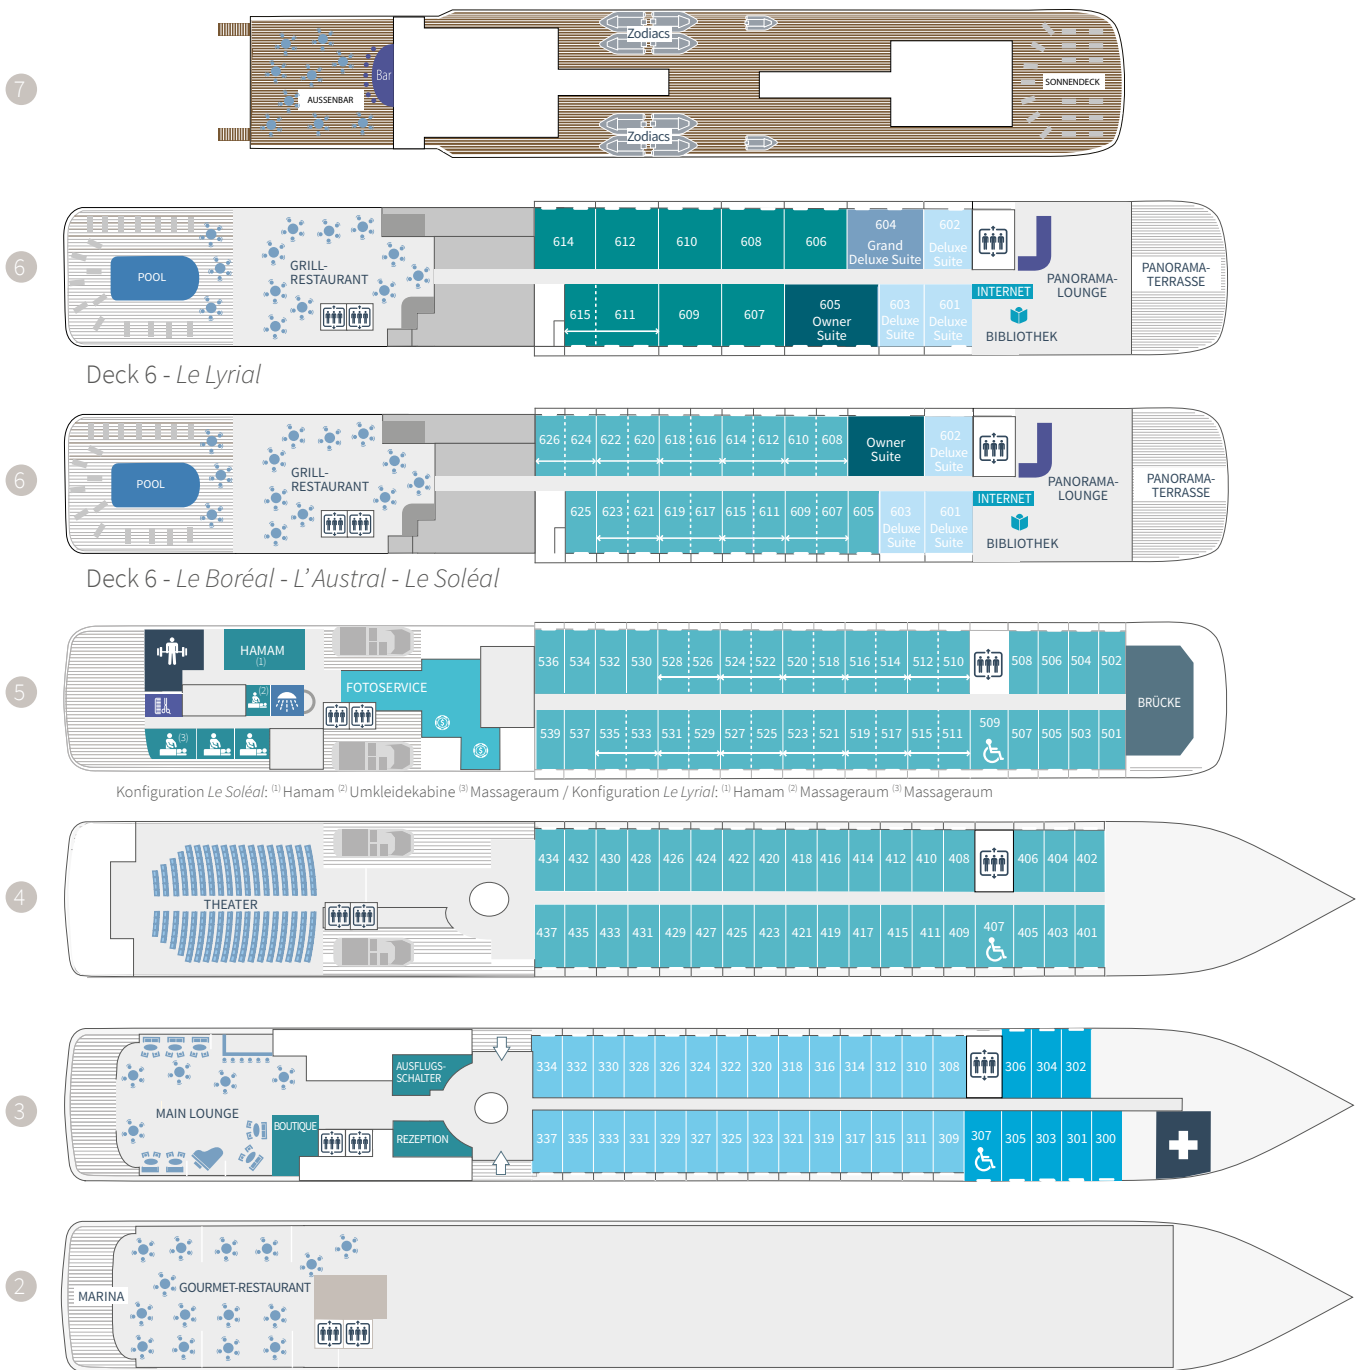 7
Zodiacs
Bar
AUSSENBAR
SONNENDECK
Zodiacs
6
POOL
GRILL-
RESTAURANT
614 612 610 608 606
604
Grand
Deluxe Suite
602
Deluxe
Suite
615 611 609 607
605
Owner
Suite
603
Deluxe
Suite
601
Deluxe
Suite
INTERNET
BIBLIOTHEK
PANORAMA-
LOUNGE
PANORAMA-
TERRASSE
Deck 6 - Le Lyrial
6
POOL
GRILL-
RESTAURANT
626 624 622 620 618 616 614 612 610 608
Owner
Suite
602
Deluxe
Suite
625 623 621 619 617 615 611 609 607 605
603
Deluxe
Suite
601
Deluxe
Suite
INTERNET
BIBLIOTHEK
PANORAMA-
LOUNGE
PANORAMA-
TERRASSE
Deck 6 - Le Boréal - L' Austral - Le Soléal
5
HAMAM
(1)
(2)
(3)
FOTOSERVICE
536 534 532 530 528 526 524 522 520 518 516 514 512 510 508 506 504 502
539 537 535 533 531 529 527 525 523 521 519 517 515 511 509 507 505 503 501
BRÜCKE
Konfiguration Le Soléal: (1) Hamam (2) Umkleidekabine (3) Massageraum / Konfiguration Le Lyrial: (1) Hamam (2) Massageraum (3) Massageraum
4
THEATER
434 432 430 428 426 424 422 420 418 416 414 412 410 408 406 404 402
437 435 433 431 429 427 425 423 421 419 417 415 411 409 407 405 403 401
3
MAIN LOUNGE
BOUTIQUE
AUSFLUGS-
SCHALTER
REZEPTION
334 332 330 328 326 324 322 320 318 316 314 312 310 308 306 304 302
337 335 333 331 329 327 325 323 321 319 317 315 311 309 307 305 303 301 300
2
MARINA
GOURMET-RESTAURANT